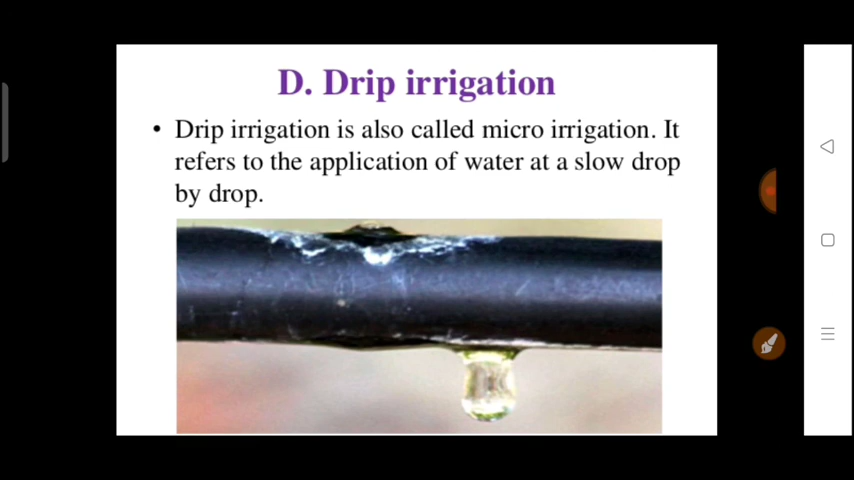 D. Drip irrigation
• Drip irrigation is also called micro irrigation. It
refers to the application of water at a slow drop
by drop.